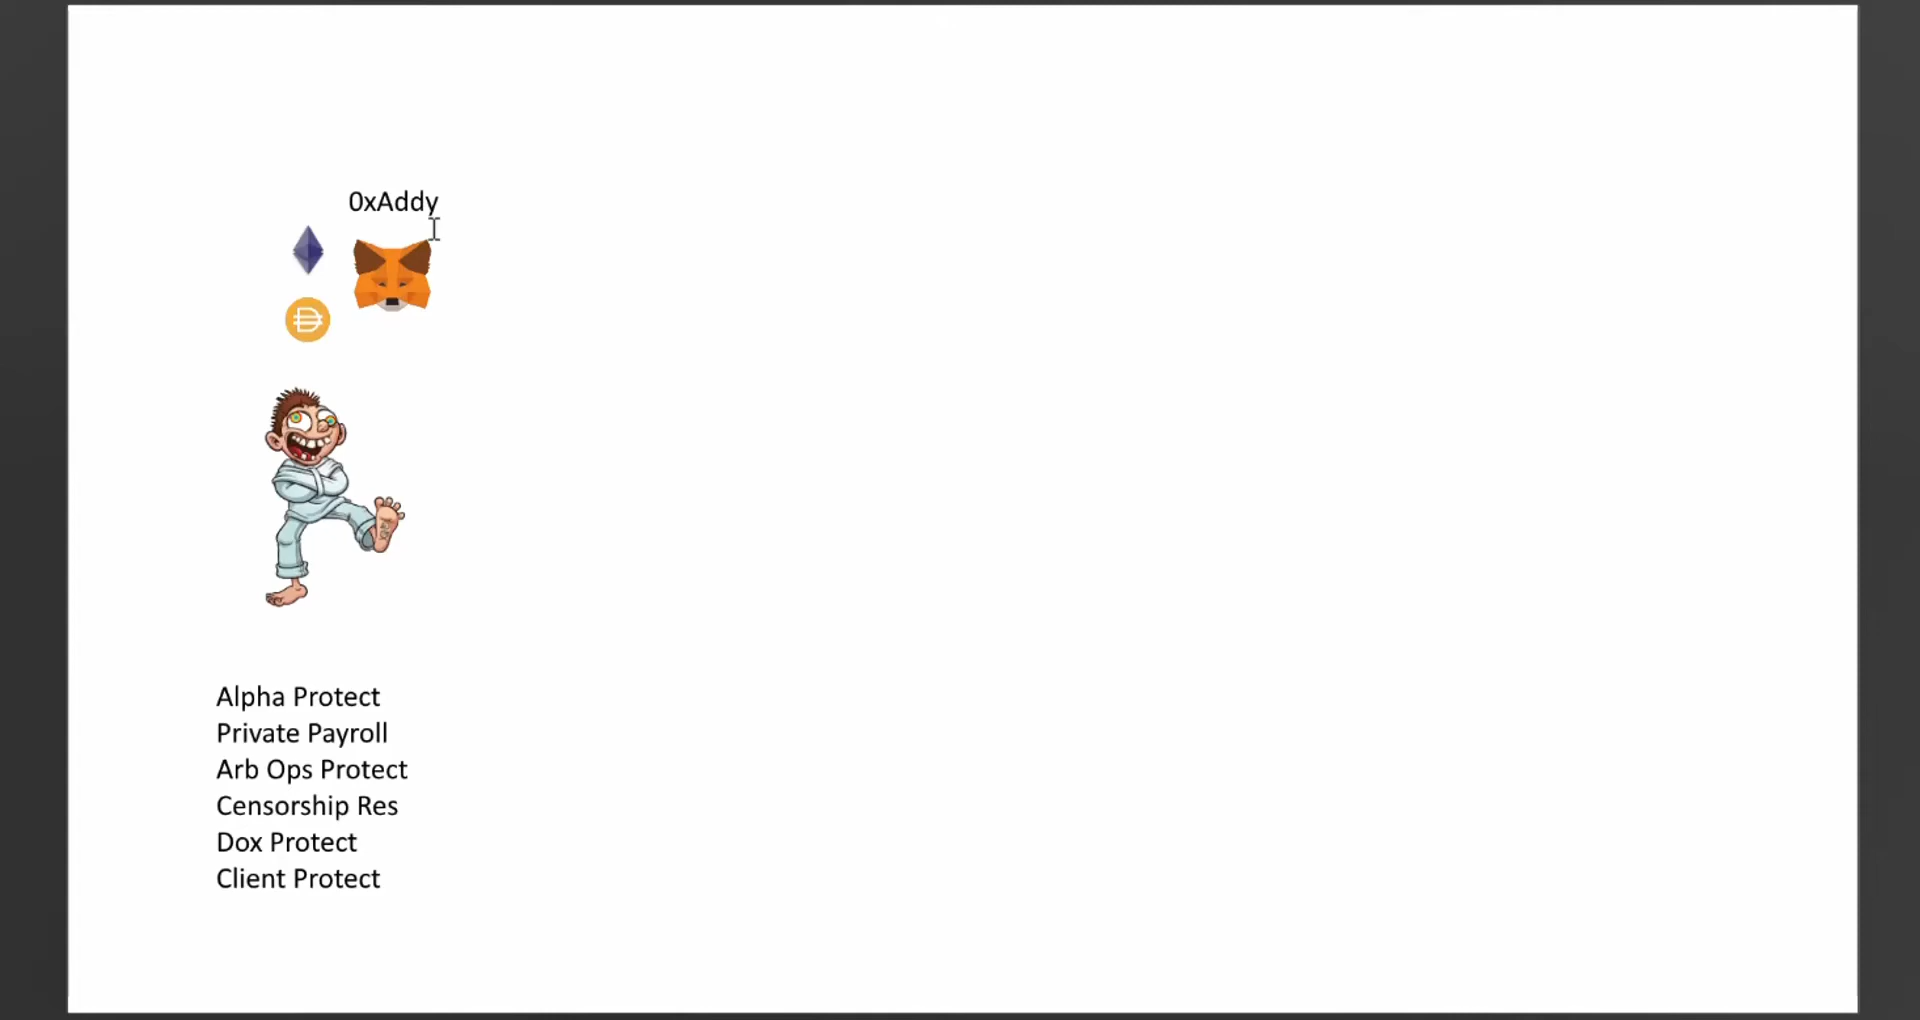 0xAddy
Alpha Protect
Private Payroll
Arb Ops Protect
Censorship Res
Dox Protect
Client Protect